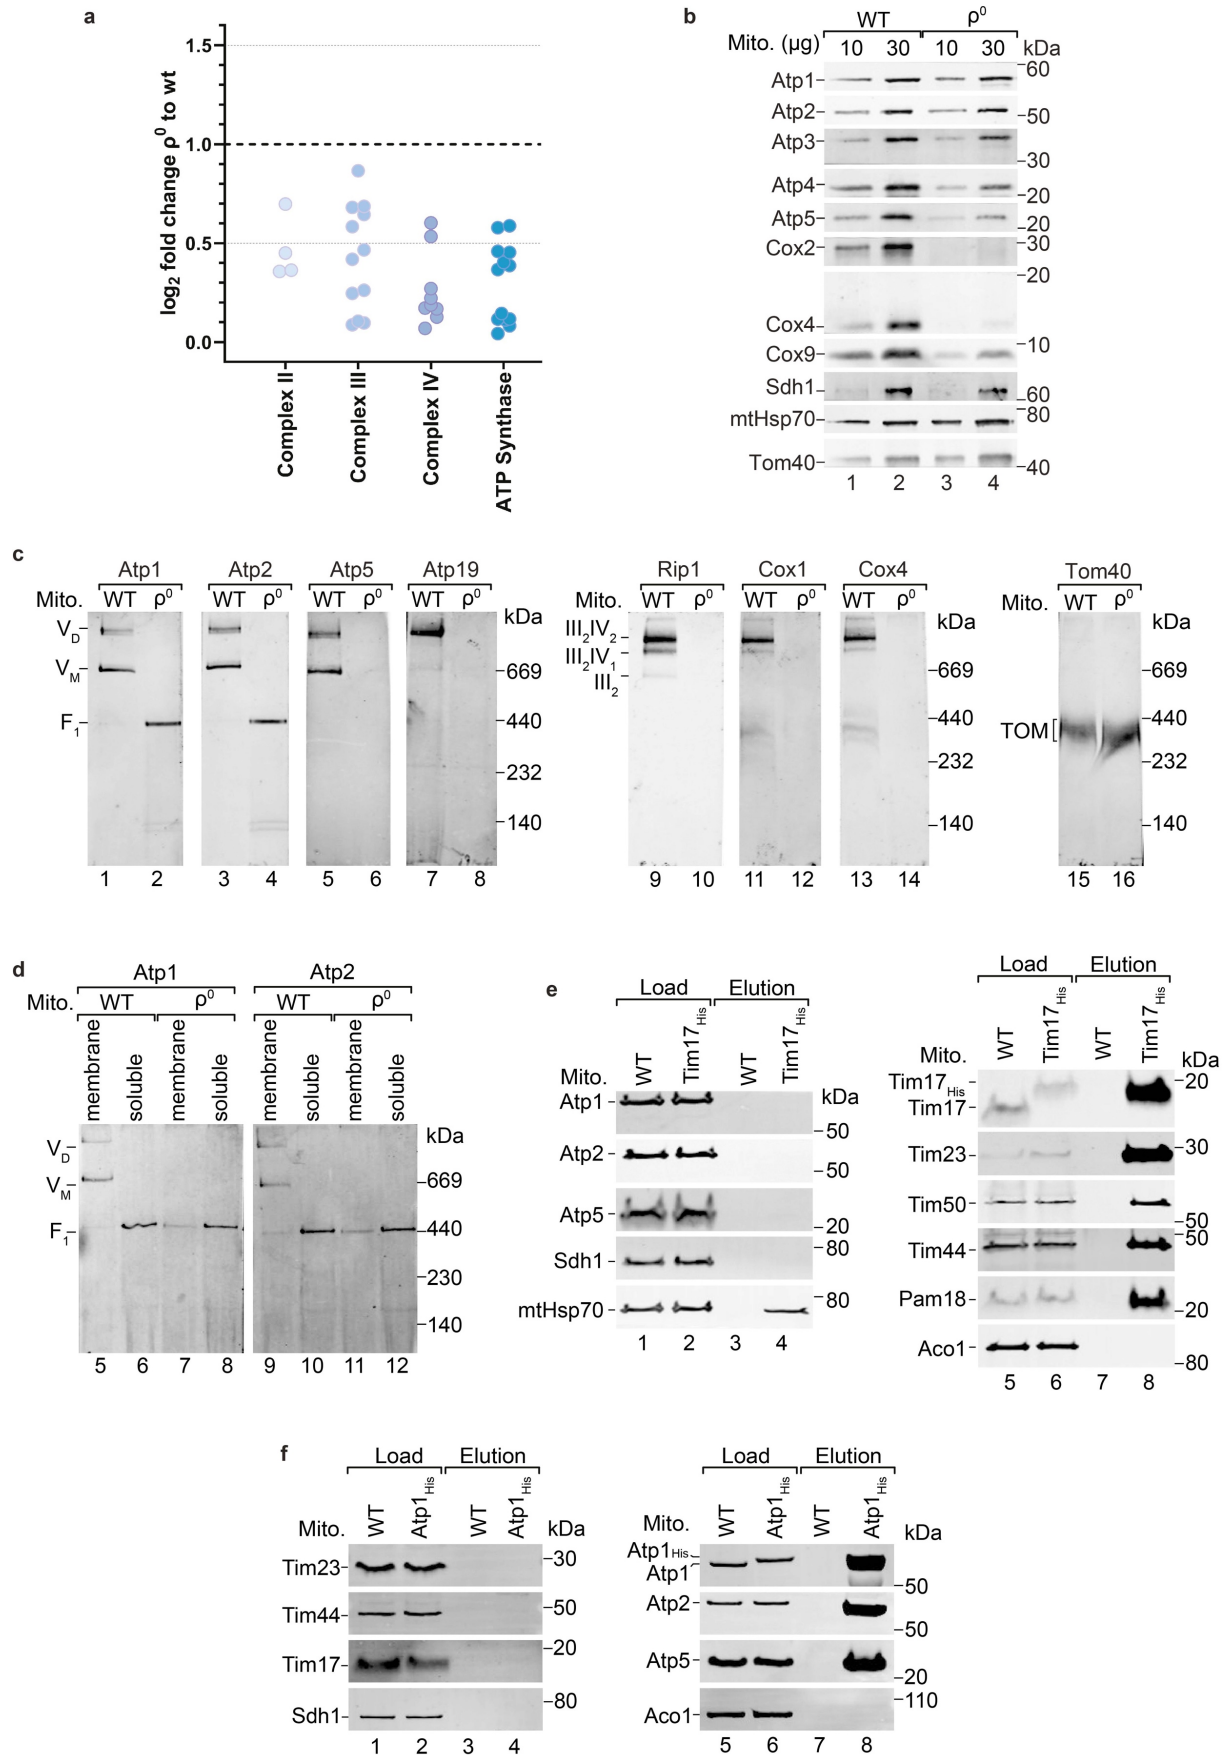 a
log2 fold change ρ0 to wt
1.5
1.0
0.5
0.0
Complex II
Complex III
Complex IV
ATP Synthase
b
WT ρ0
Mito. (µg) 10 30 10 30 kDa
Atp1 60
Atp2 50
Atp3
30
Atp4 20
Atp5 20
Cox2 30
20
Cox4
10
Cox9
Sdh1 60
80
mtHsp70
Tom40 40
1 2 3 4
c
Atp1 Atp2 Atp5 Atp19
Mito. WT ρ0 WT ρ0 WT ρ0 WT ρ0
kDa
VD
VM 669
F1 440
232
140
1 2 3 4 5 6 7 8
Rip1 Cox1 Cox4
Mito. WT ρ0 WT ρ0 WT ρ0
kDa
III2IV2
III2IV1
669
III2
440
232
140
9 10 11 12 13 14
Tom40
Mito. WT ρ0
kDa
669
440
TOM
232
140
15 16
d
Atp1 Atp2
Mito. WT ρ0 WT ρ0
membrane soluble membrane soluble membrane soluble membrane soluble
kDa
VD
VM 669
F1 440
230
140
5 6 7 8 9 10 11 12
e
Load Elution
Mito. WT Tim17His WT Tim17His
kDa
Atp1
50
Atp2
50
Atp5
20
80
Sdh1
80
mtHsp70
1 2 3 4
Load Elution
Mito. WT Tim17His WT Tim17His
kDa
Tim17His 20
Tim17
Tim23 30
Tim50
50
50
Tim44
Pam18
20
Aco1
80
5 6 7 8
f
Load Elution
Mito. WT Atp1His WT Atp1His
kDa
Tim23 30
Tim44 50
20
Tim17
80
Sdh1
1 2 3 4
Load Elution
Mito. WT Atp1His WT Atp1His
kDa
Atp1His
Atp1
50
Atp2
50
Atp5
20
110
Aco1
5 6 7 8